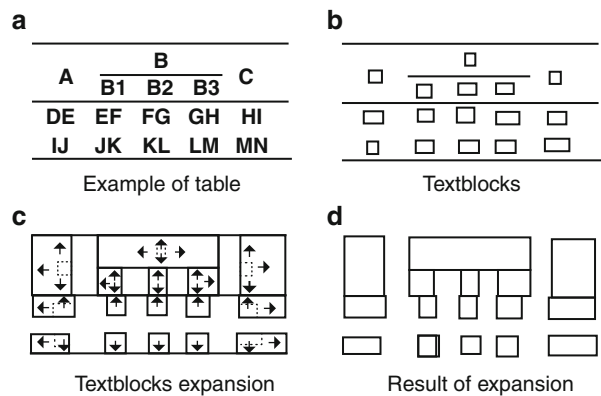 a
b
B
A
C
B1 B2 B3
DE EF FG GH HI
IJ JK KL LM MN
Example of table
Textblocks
c
d
Textblocks expansion
Result of expansion